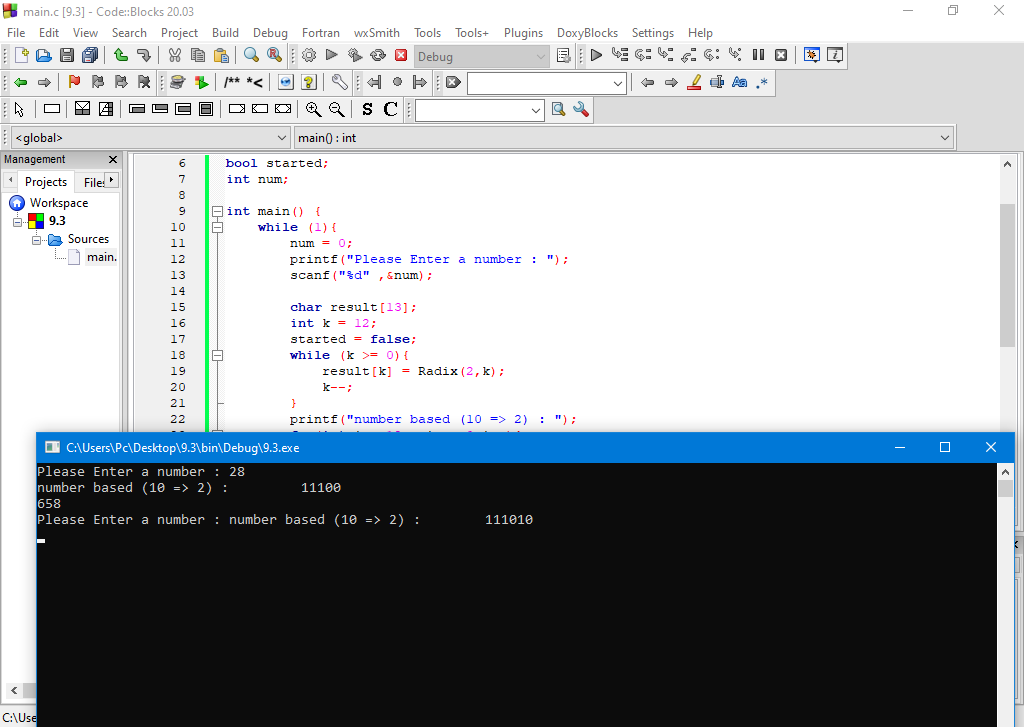 main.c [9.3] - Code::Blocks 20.03
File Edit View Search Project Build Debug Fortran wxSmith Tools Tools+ Plugins DoxyBlocks Settings Help
Debug
/** *<
Aa .*
S C
<global> main() : int
Management
Projects Files
Workspace
9.3
Sources
main.
6 bool started;
7 int num;
8
9 int main() {
10 while (1){
11 num = 0;
12 printf("Please Enter a number : ");
13 scanf("%d" ,&num);
14
15 char result[13];
16 int k = 12;
17 started = false;
18 while (k >= 0){
19 result[k] = Radix(2,k);
20 k--;
21 }
22 printf("number based (10 => 2) : ");
C:\Users\Pc\Desktop\9.3\bin\Debug\9.3.exe
Please Enter a number : 28
number based (10 => 2) : 11100
658
Please Enter a number : number based (10 => 2) : 111010
C:\Use